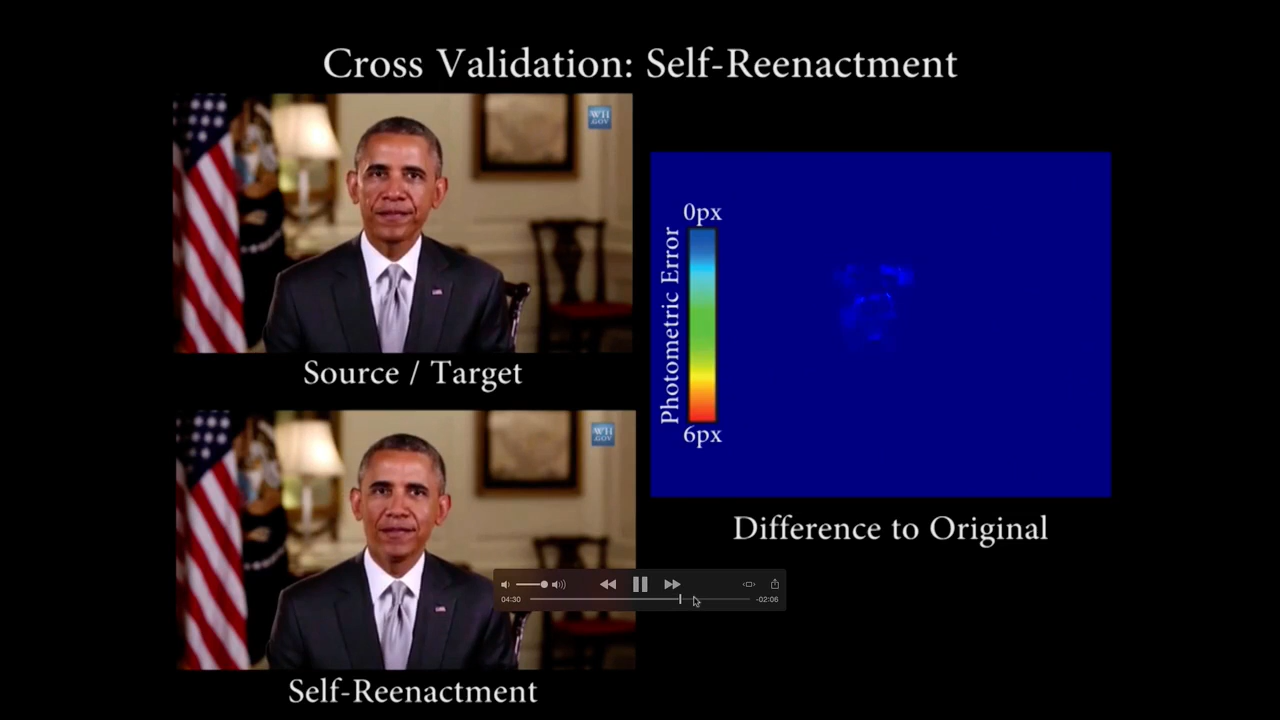 Cross Validation: Self-Reenactment
WH
.GOV
Source / Target
0px
Photometric Error
6px
WH
.GOV
Difference to Original
04:30
-02:06
Self-Reenactment